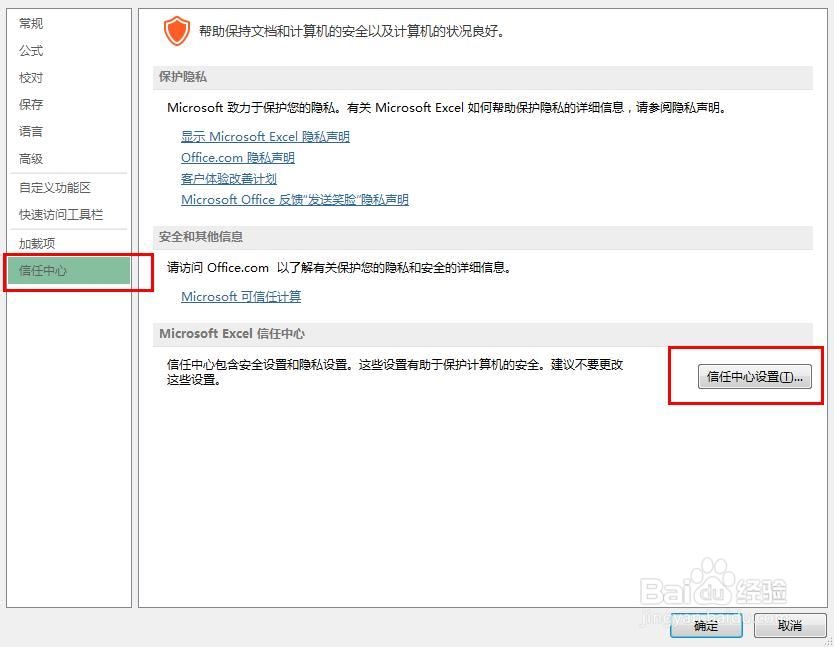 常规
公式
校对
保存
语言
高级
自定义功能区
快速访问工具栏
加载项
信任中心
帮助保持文档和计算机的安全以及计算机的状况良好。
保护隐私
Microsoft 致力于保护您的隐私。有关 Microsoft Excel 如何帮助保护隐私的详细信息，请参阅隐私声明。
显示 Microsoft Excel 隐私声明
Office.com 隐私声明
客户体验改善计划
Microsoft Office 反馈“发送笑脸”隐私声明
安全和其他信息
请访问 Office.com 以了解有关保护您的隐私和安全的详细信息。
Microsoft 可信任计算
Microsoft Excel 信任中心
信任中心包含安全设置和隐私设置。这些设置有助于保护计算机的安全。建议不要更改
这些设置。
信任中心设置(T)...
Baidu 经验
jingyan.baidu.com
确定
取消